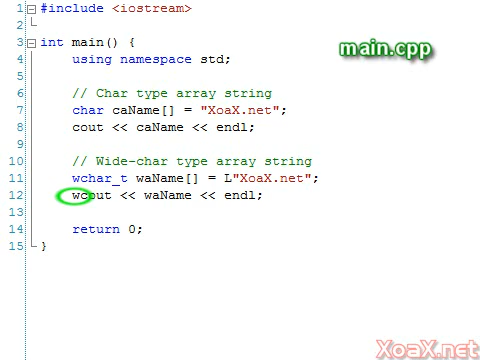 1 #include <iostream>
2
3 int main() {
main.cpp
4 using namespace std;
5
6 // Char type array string
7 char caName[] = "XoaX.net";
8 cout << caName << endl;
9
10 // Wide-char type array string
11 wchar_t waName[] = L"XoaX.net";
12 wcout << waName << endl;
13
14 return 0;
15 }
XoaX.net